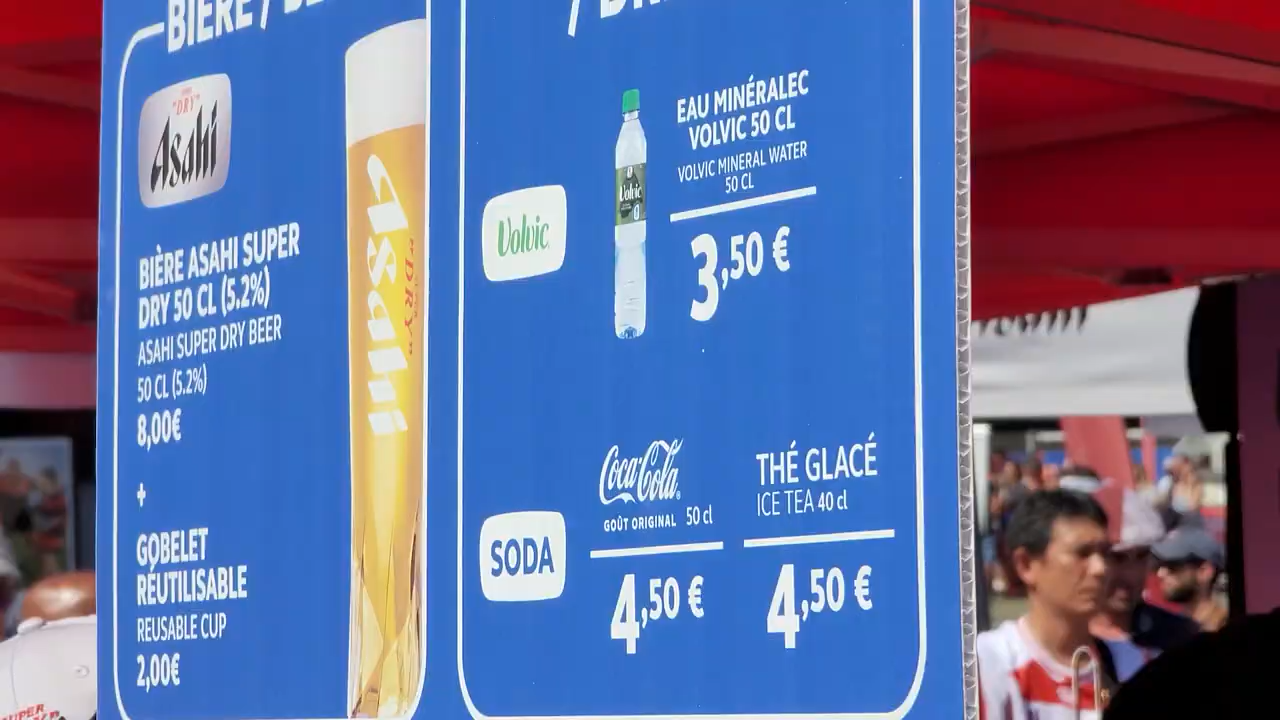 BIÈRE /
Asahi
"DRY"
BIÈRE ASAHI SUPER
DRY 50 CL (5.2%)
ASAHI SUPER DRY BEER
50 CL (5.2%)
8,00€
+
GOBELET
RÉUTILISABLE
REUSABLE CUP
2,00€
Asahi
"DRY"
Volvic
Volvic
EAU MINÉRALEC
VOLVIC 50 CL
VOLVIC MINERAL WATER
50 CL
3,50 €
SODA
Coca-Cola
GOÛT ORIGINAL 50 cl
4,50 €
THÉ GLACÉ
ICE TEA 40 cl
4,50 €